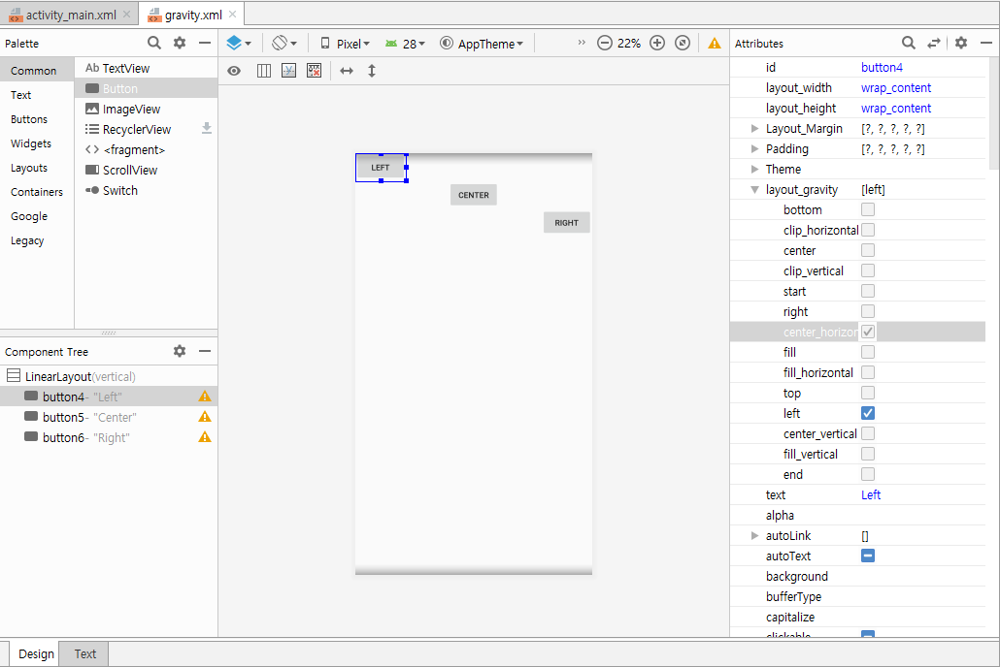 activity_main.xml gravity.xml
Palette
Common
Text
Buttons
Widgets
Layouts
Containers
Google
Legacy
Ab TextView
Button
ImageView
RecyclerView
<fragment>
ScrollView
Switch
Component Tree
LinearLayout(vertical)
button4- "Left"
button5- "Center"
button6- "Right"
Pixel 28 AppTheme 22%
LEFT
CENTER
RIGHT
Attributes
id button4
layout_width wrap_content
layout_height wrap_content
Layout_Margin [?, ?, ?, ?, ?]
Padding [?, ?, ?, ?, ?]
Theme
layout_gravity [left]
bottom
clip_horizontal
center
clip_vertical
start
right
center_horizor
fill
fill_horizontal
top
left
center_vertical
fill_vertical
end
text Left
alpha
autoLink []
autoText
background
bufferType
capitalize
clickable
Design Text